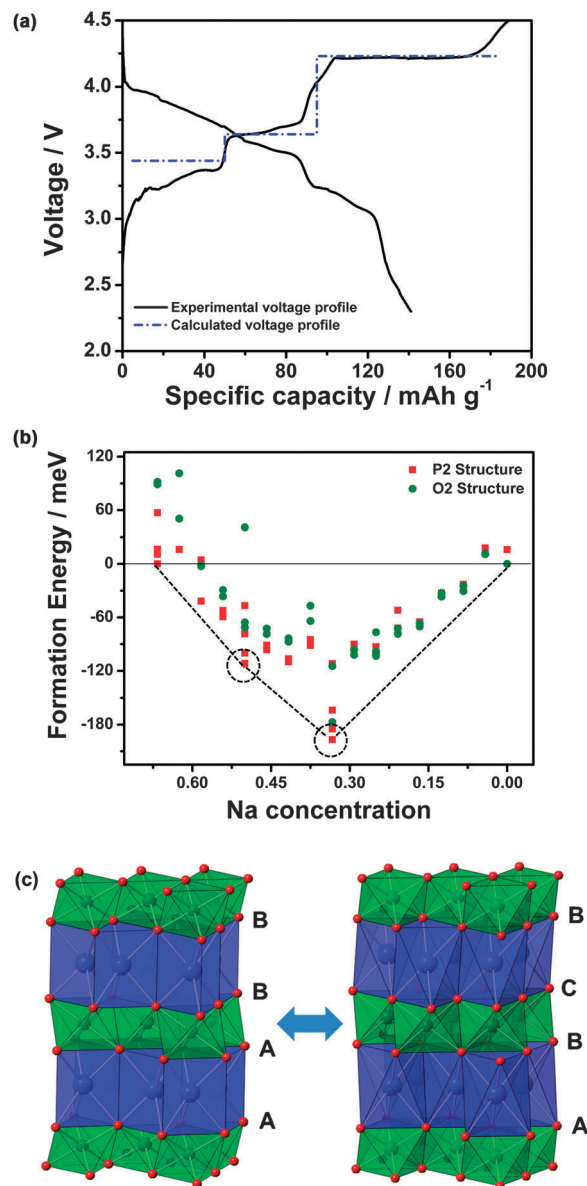 (a)
4.5
4.0
3.5
3.0
2.5
2.0
Voltage / V
Experimental voltage profile
Calculated voltage profile
0 40 80 120 160 200
Specific capacity / mAh g⁻¹
(b)
120
60
0
-60
-120
-180
Formation Energy / meV
P2 Structure
O2 Structure
0.60 0.45 0.30 0.15 0.00
Na concentration
(c)
B
B
A
A
B
C
B
A